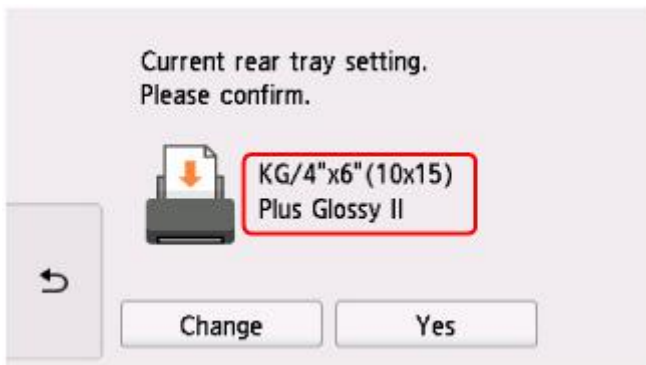 Current rear tray setting.
Please confirm.
KG/4"x6"(10x15)
Plus Glossy II
Change
Yes